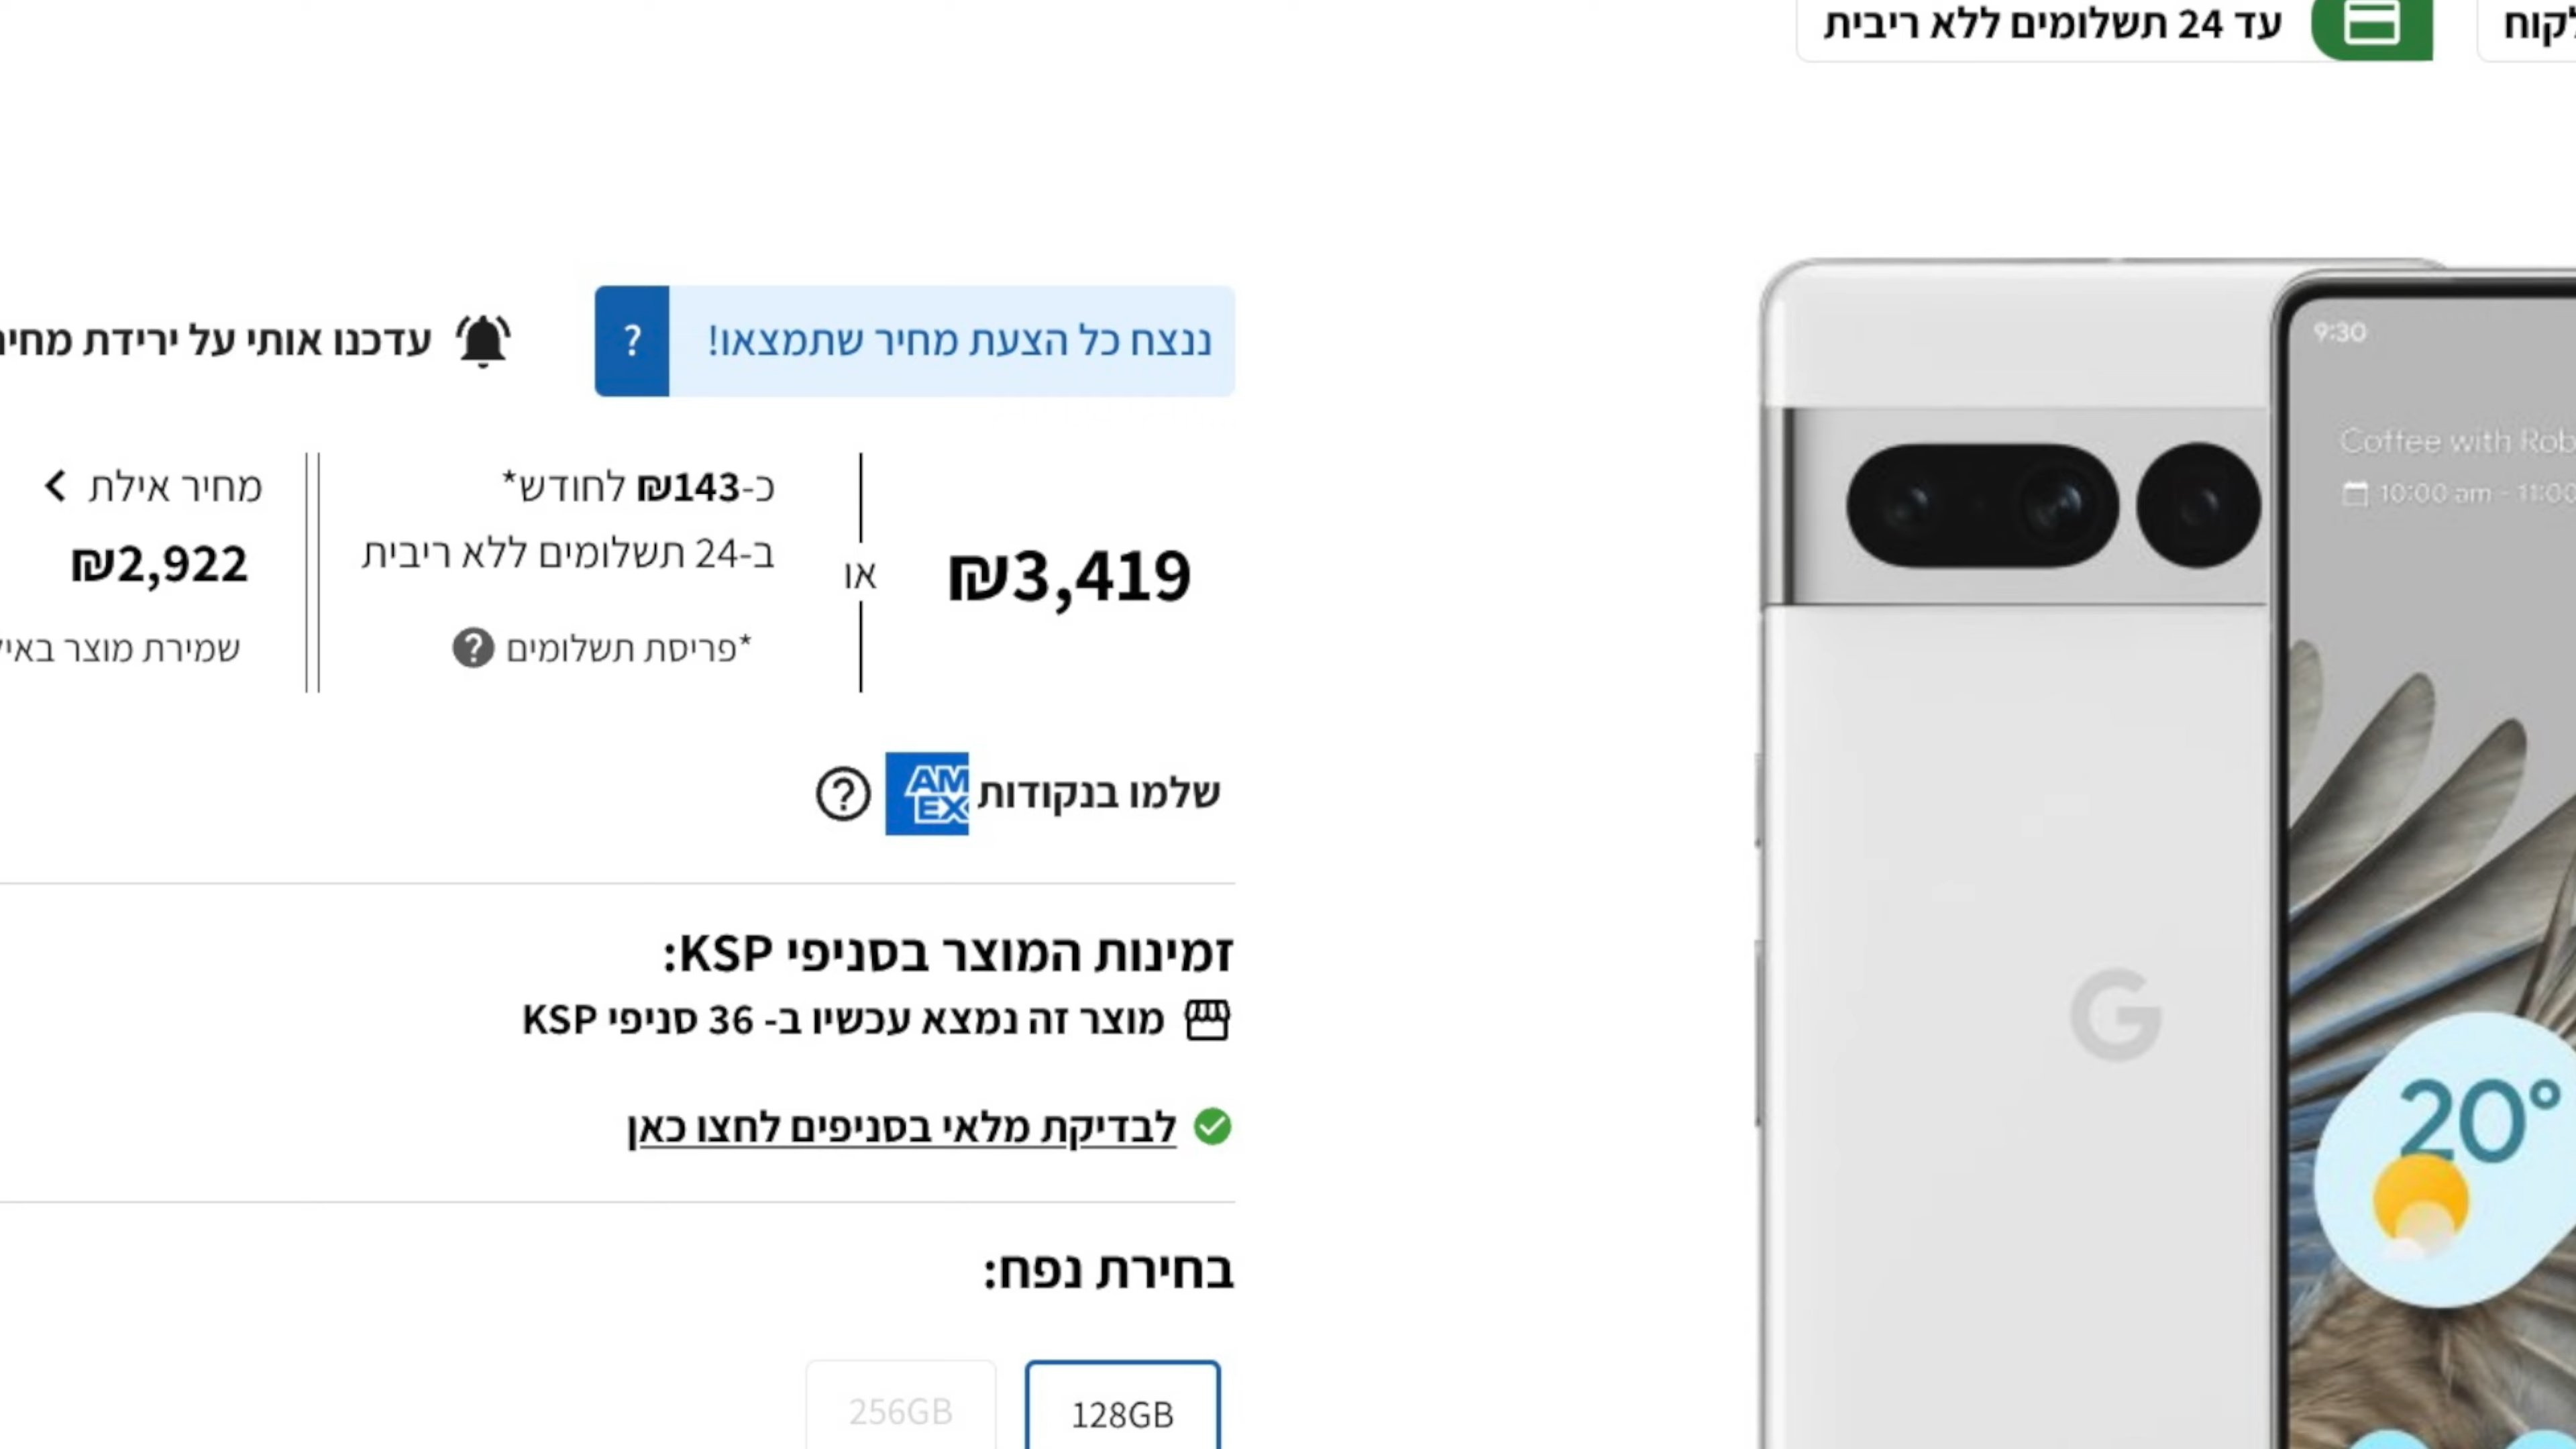 עד 24 תשלומים ללא ריבית
ננצח כל הצעת מחיר שתמצאו!
?
עדכנו אותי על ירידת
₪3,419
או
כ-₪143 לחודש*
ב-24 תשלומים ללא ריבית
*פריסת תשלומים ?
מחיר אילת
₪2,922
שמירת מוצר
שלמו בנקודות AMEX ?
זמינות המוצר בסניפי KSP:
מוצר זה נמצא עכשיו ב- 36 סניפי KSP
לבדיקת מלאי בסניפים לחצו כאן
בחירת נפח:
128GB
256GB
9:30
Coffee with
10:00 am -
G
20°